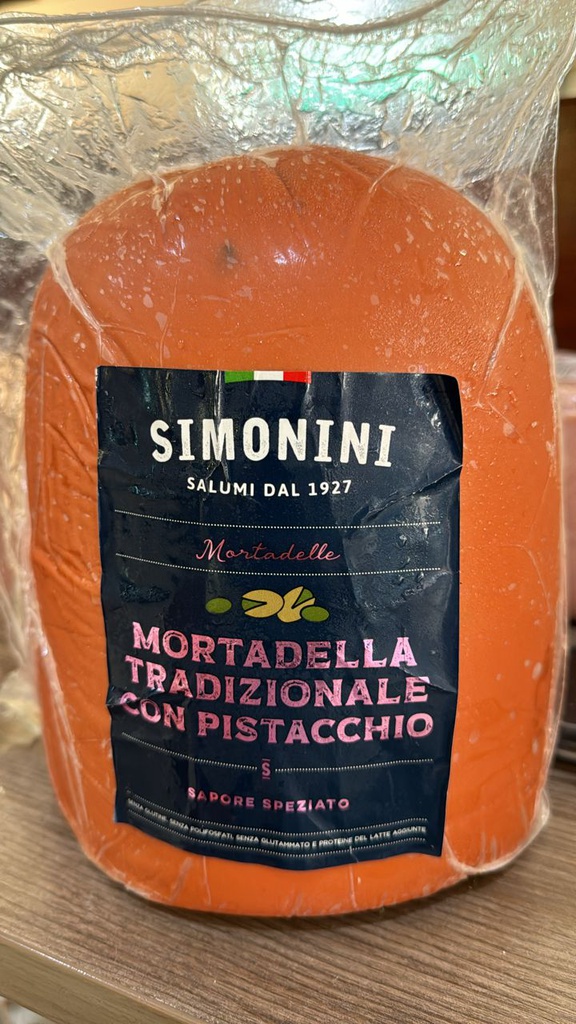 SIMONINI
SALUMI DAL 1927
Mortadelle
MORTADELLA
TRADIZIONALE
CON PISTACCHIO
S
SAPORE SPEZIATO
SENZA GLUTINE, SENZA POLIFOSFATI, SENZA GLUTAMMATO E PROTEINE DEL LATTE AGGIUNTE